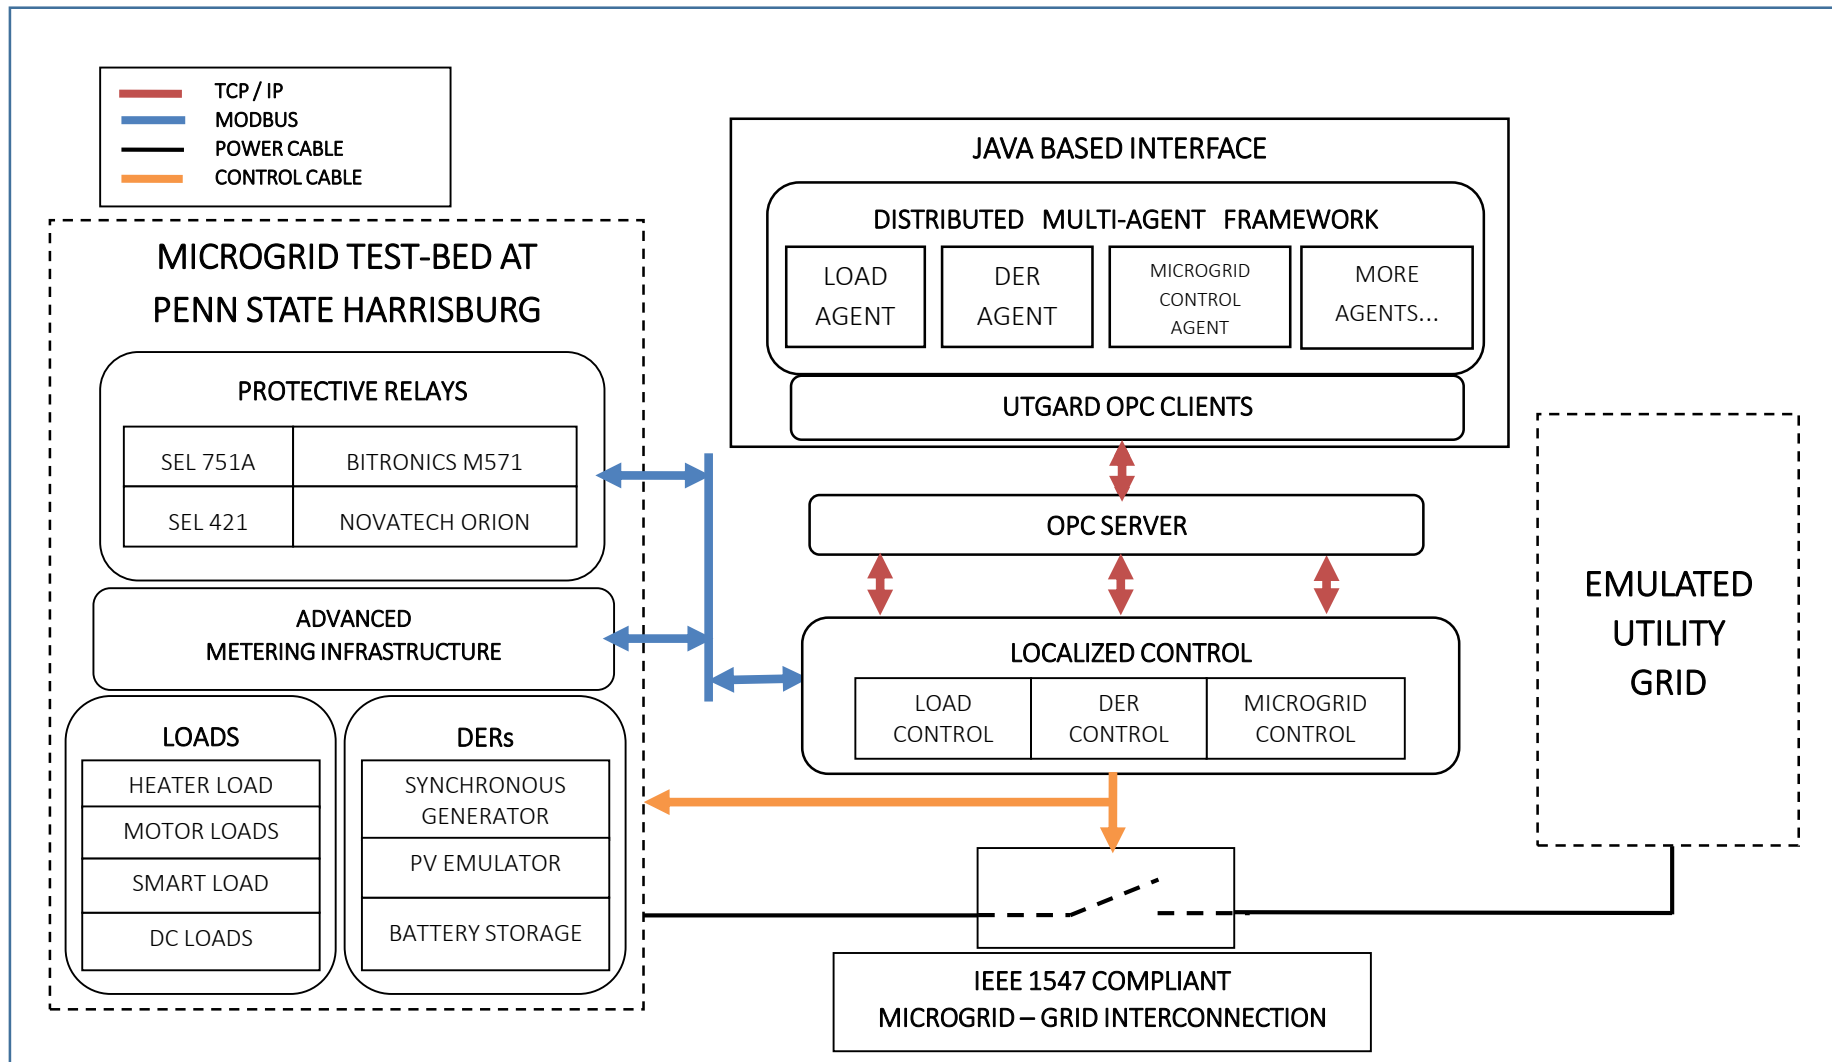 TCP / IP
MODBUS
POWER CABLE
CONTROL CABLE
MICROGRID TEST-BED AT
PENN STATE HARRISBURG
PROTECTIVE RELAYS
SEL 751A
BITRONICS M571
SEL 421
NOVATECH ORION
ADVANCED
METERING INFRASTRUCTURE
LOADS
HEATER LOAD
MOTOR LOADS
SMART LOAD
DC LOADS
DERs
SYNCHRONOUS
GENERATOR
PV EMULATOR
BATTERY STORAGE
JAVA BASED INTERFACE
DISTRIBUTED MULTI-AGENT FRAMEWORK
LOAD
AGENT
DER
AGENT
MICROGRID
CONTROL
AGENT
MORE
AGENTS...
UTGARD OPC CLIENTS
OPC SERVER
LOCALIZED CONTROL
LOAD
CONTROL
DER
CONTROL
MICROGRID
CONTROL
IEEE 1547 COMPLIANT
MICROGRID – GRID INTERCONNECTION
EMULATED
UTILITY
GRID